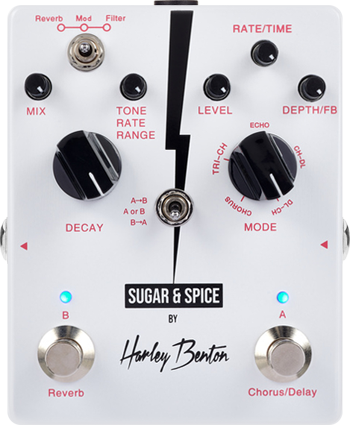 Reverb Mod Filter
RATE/TIME
MIX
TONE
RATE
RANGE
LEVEL
DEPTH/FB
ECHO
TRI-CH
CH-DL
CHORUS
DL-CH
A→B
A or B
B→A
DECAY
MODE
SUGAR & SPICE
BY
Harley Benton
B
A
Reverb
Chorus/Delay